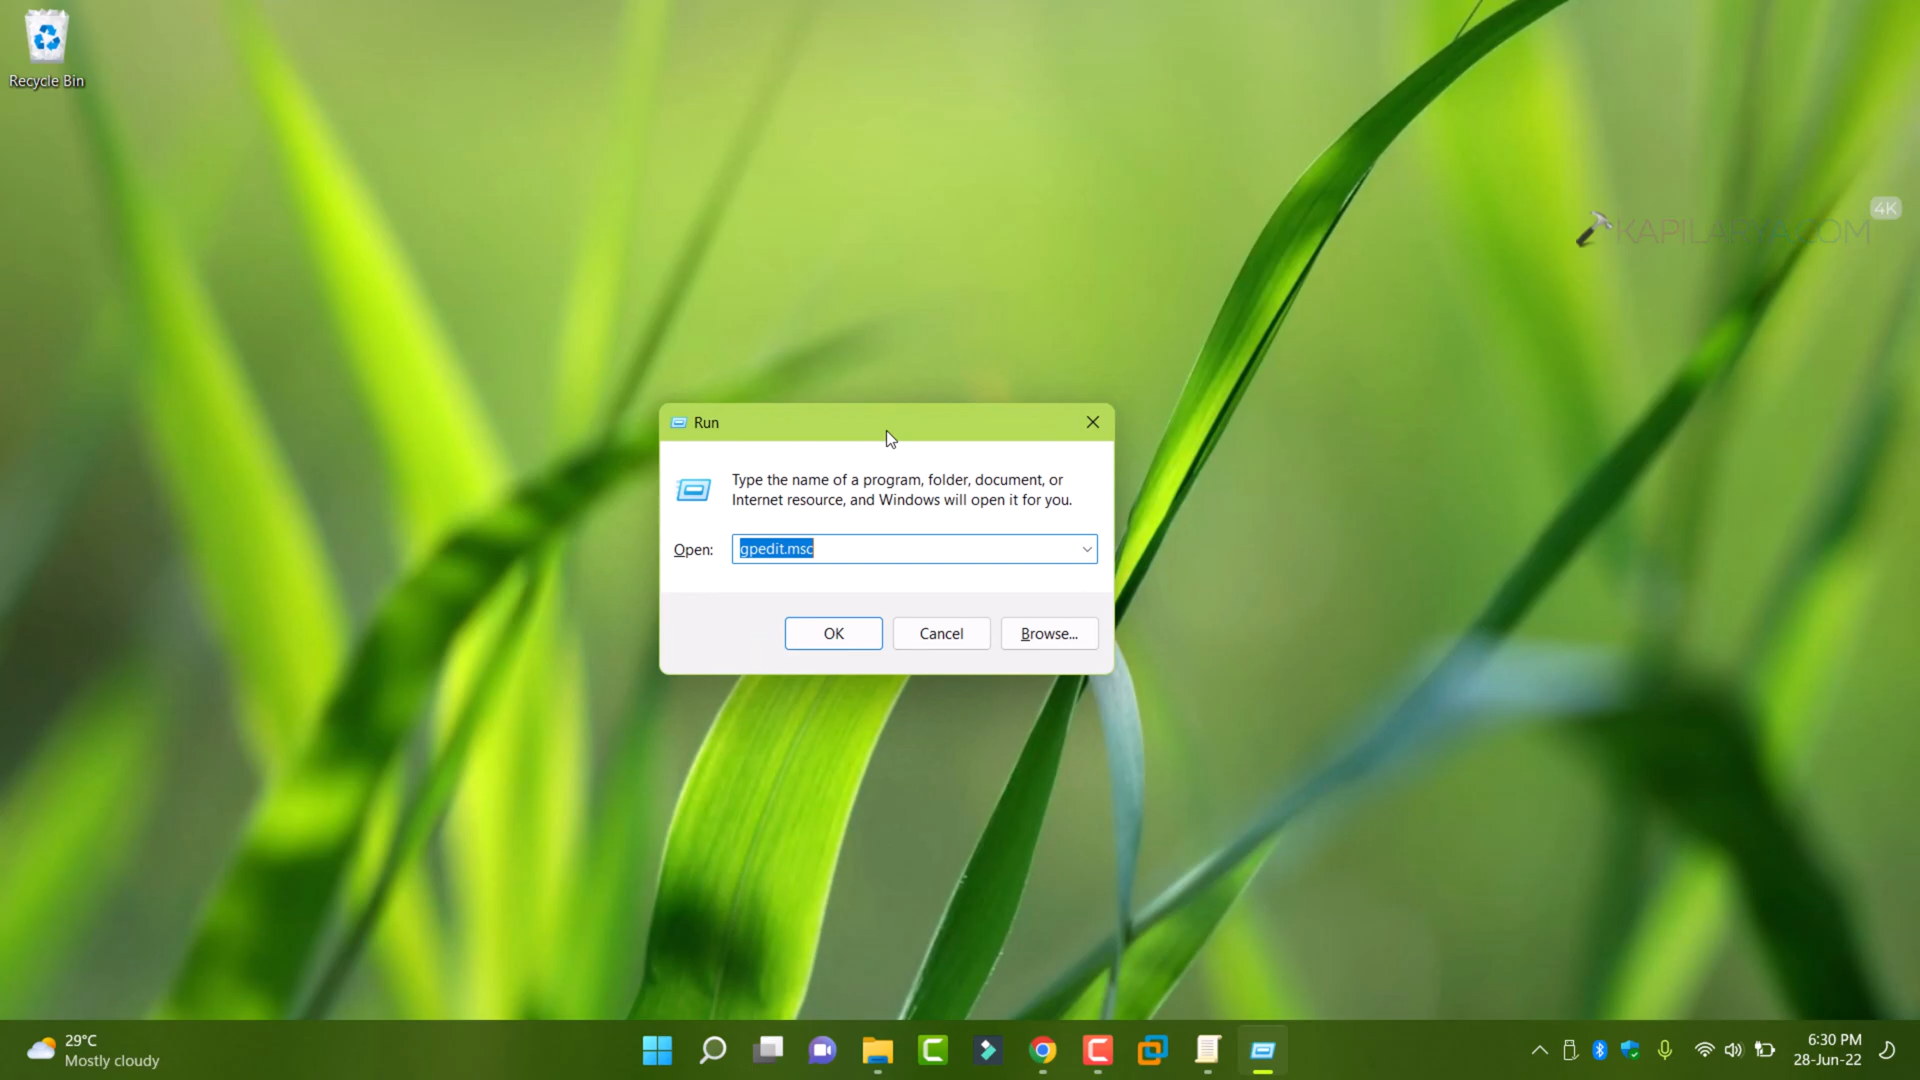 Recycle Bin
4K
KAPILARYA.COM
Run
Type the name of a program, folder, document, or
Internet resource, and Windows will open it for you.
Open:
gpedit.msc
OK
Cancel
Browse...
29°C
Mostly cloudy
6:30 PM
28-Jun-22